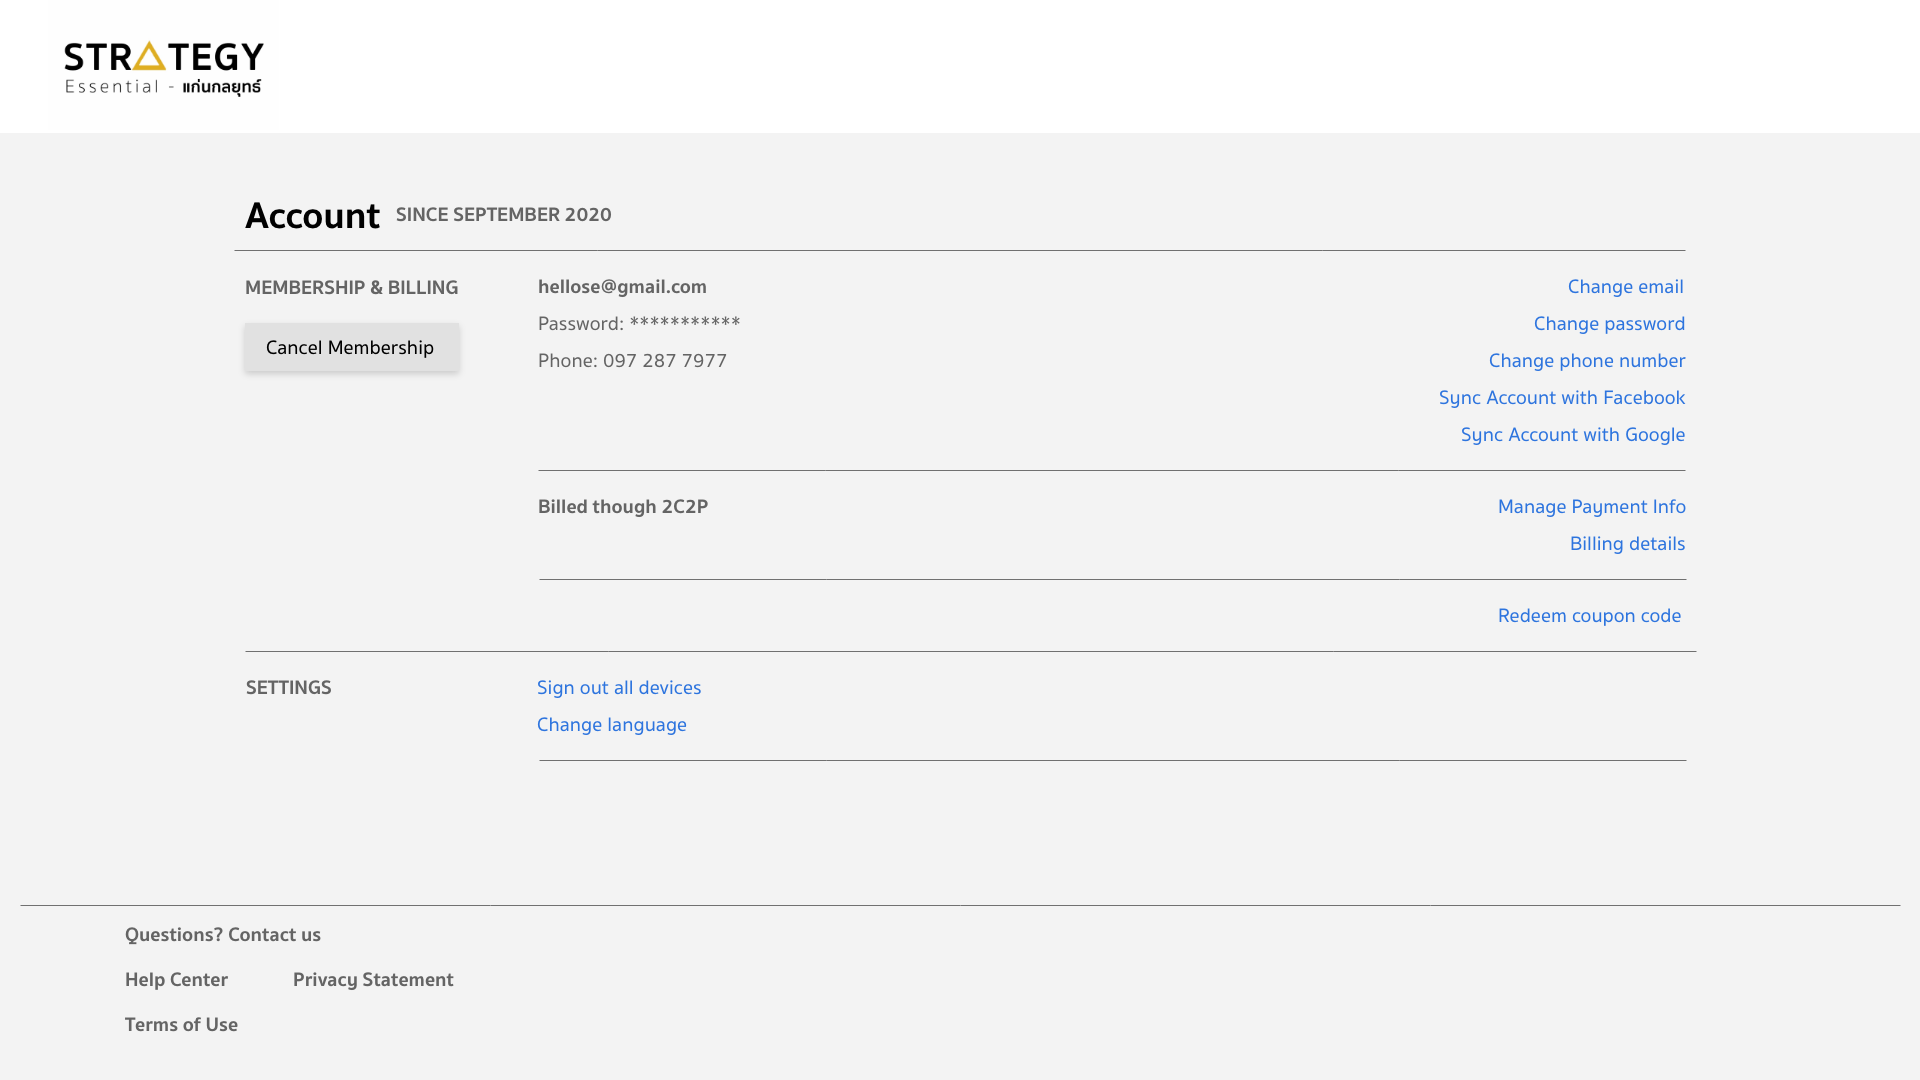 STRATEGY
Essential - แก่นกลยุทธ์
Account SINCE SEPTEMBER 2020
MEMBERSHIP & BILLING
Cancel Membership
hellose@gmail.com
Password: ***********
Phone: 097 287 7977
Change email
Change password
Change phone number
Sync Account with Facebook
Sync Account with Google
Billed though 2C2P
Manage Payment Info
Billing details
Redeem coupon code
SETTINGS
Sign out all devices
Change language
Questions? Contact us
Help Center
Privacy Statement
Terms of Use